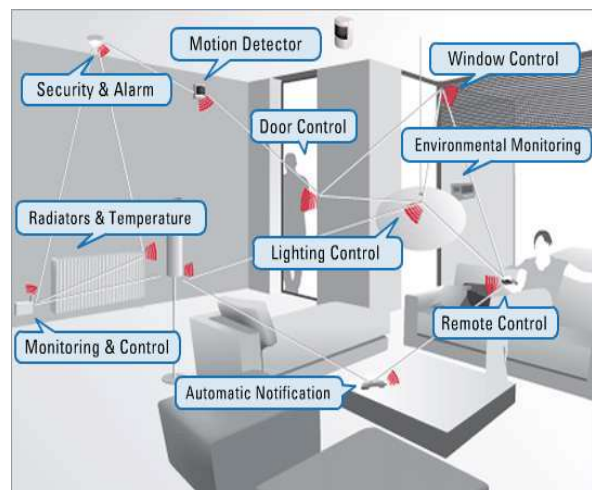 Motion Detector
Window Control
Security & Alarm
Door Control
Environmental Monitoring
Radiators & Temperature
Lighting Control
Remote Control
Monitoring & Control
Automatic Notification